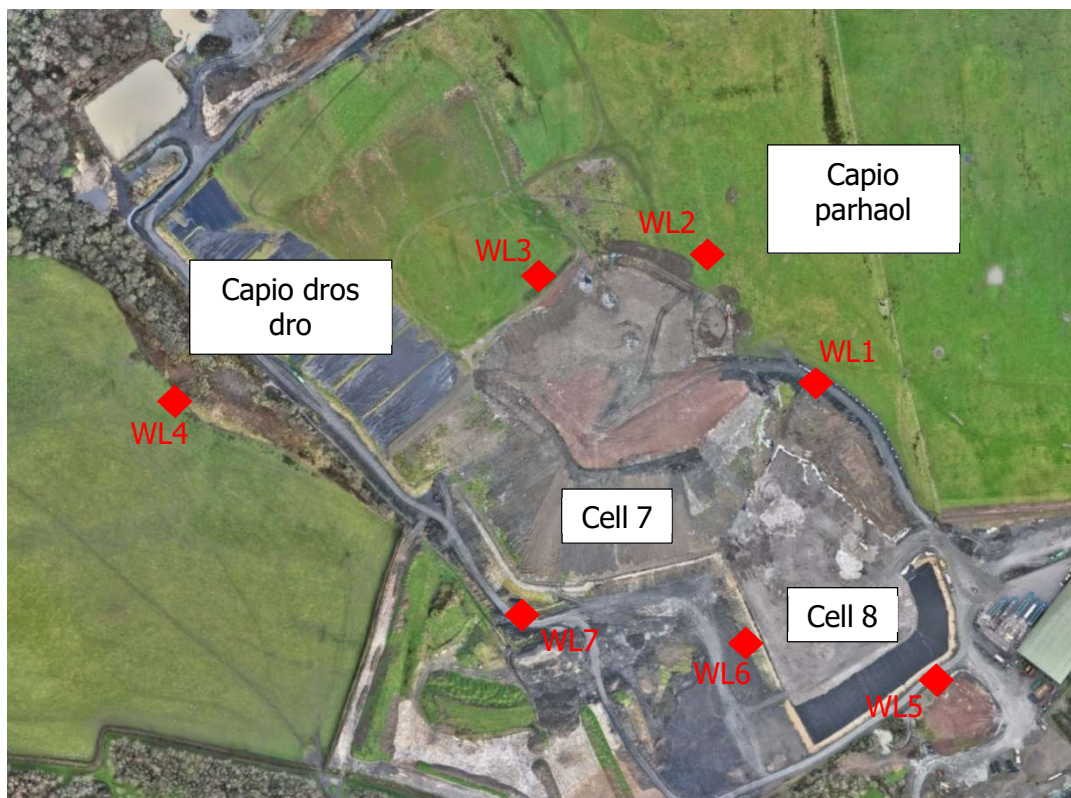 Capio
parhaol
WL2
WL3
Capio dros
dro
WL1
WL4
Cell 7
Cell 8
WL7
WL6
WL5